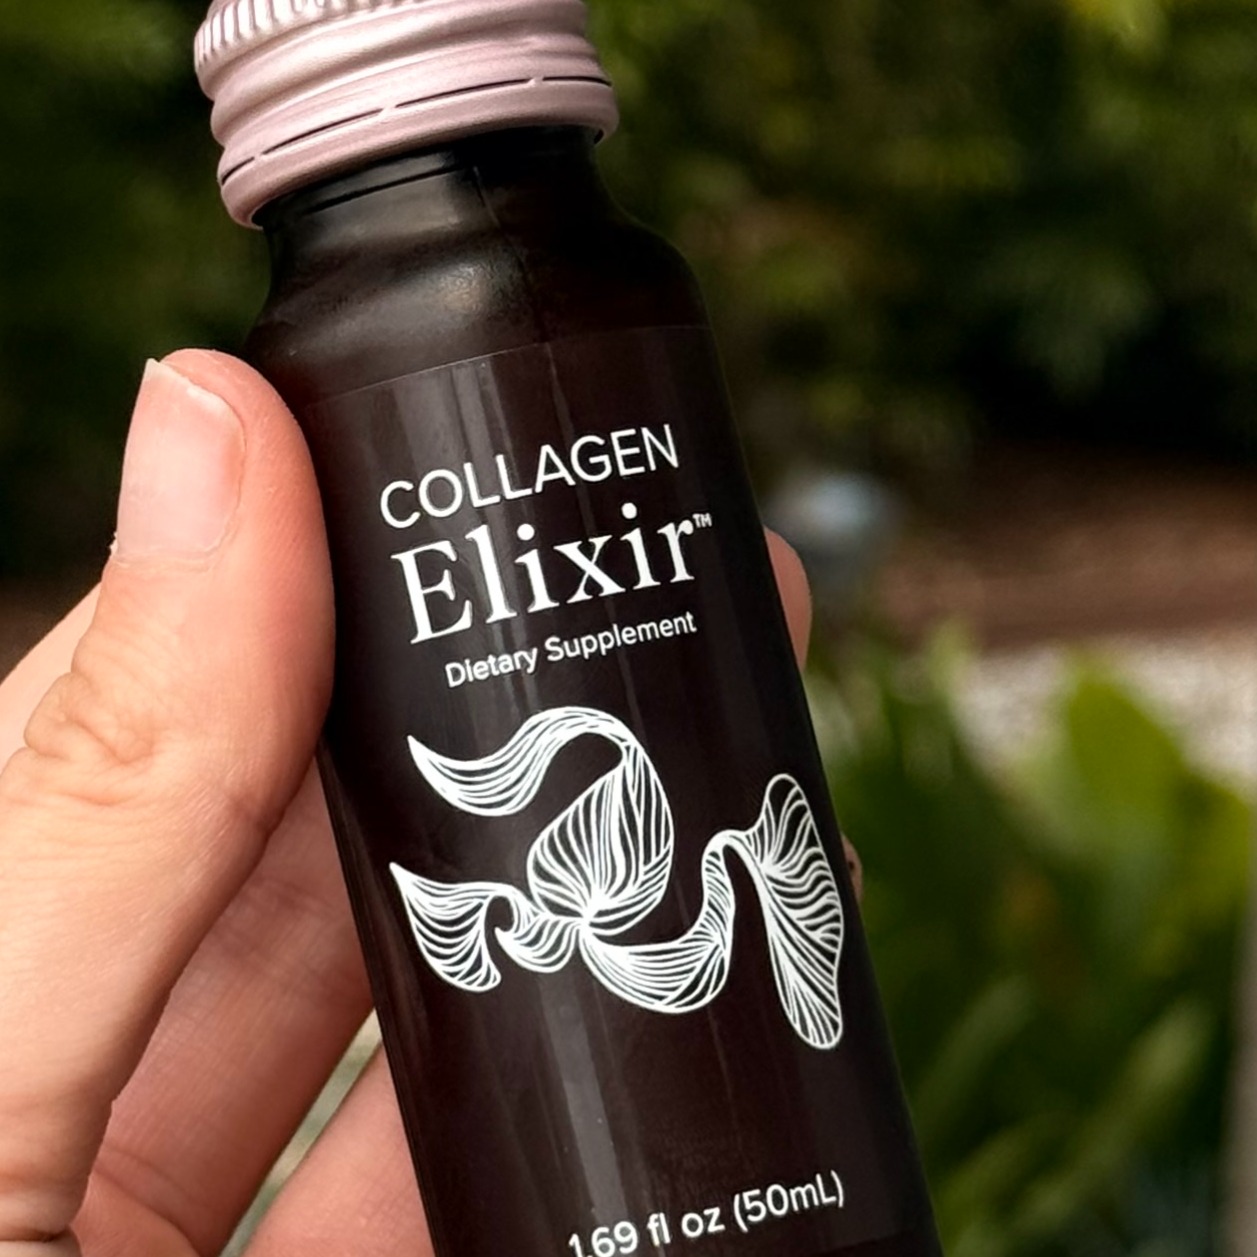 COLLAGEN
Elixir™
Dietary Supplement
1.69 fl oz (50mL)